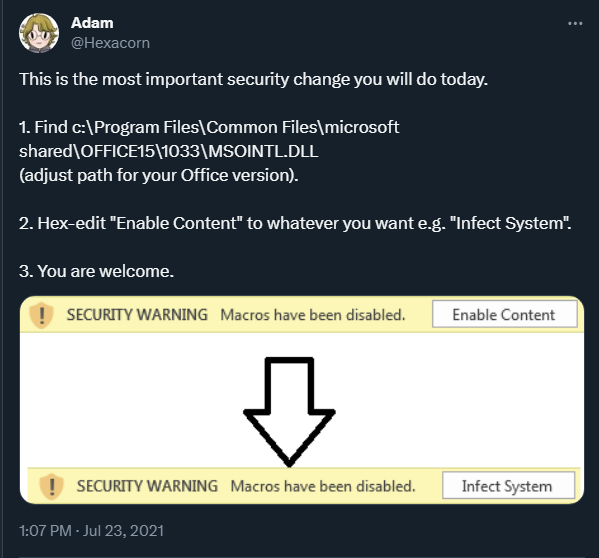 Adam
@Hexacorn
This is the most important security change you will do today.
1. Find c:\Program Files\Common Files\microsoft
shared\OFFICE15\1033\MSOINTL.DLL
(adjust path for your Office version).
2. Hex-edit "Enable Content" to whatever you want e.g. "Infect System".
3. You are welcome.
SECURITY WARNING Macros have been disabled. Enable Content
SECURITY WARNING Macros have been disabled. Infect System
1:07 PM · Jul 23, 2021